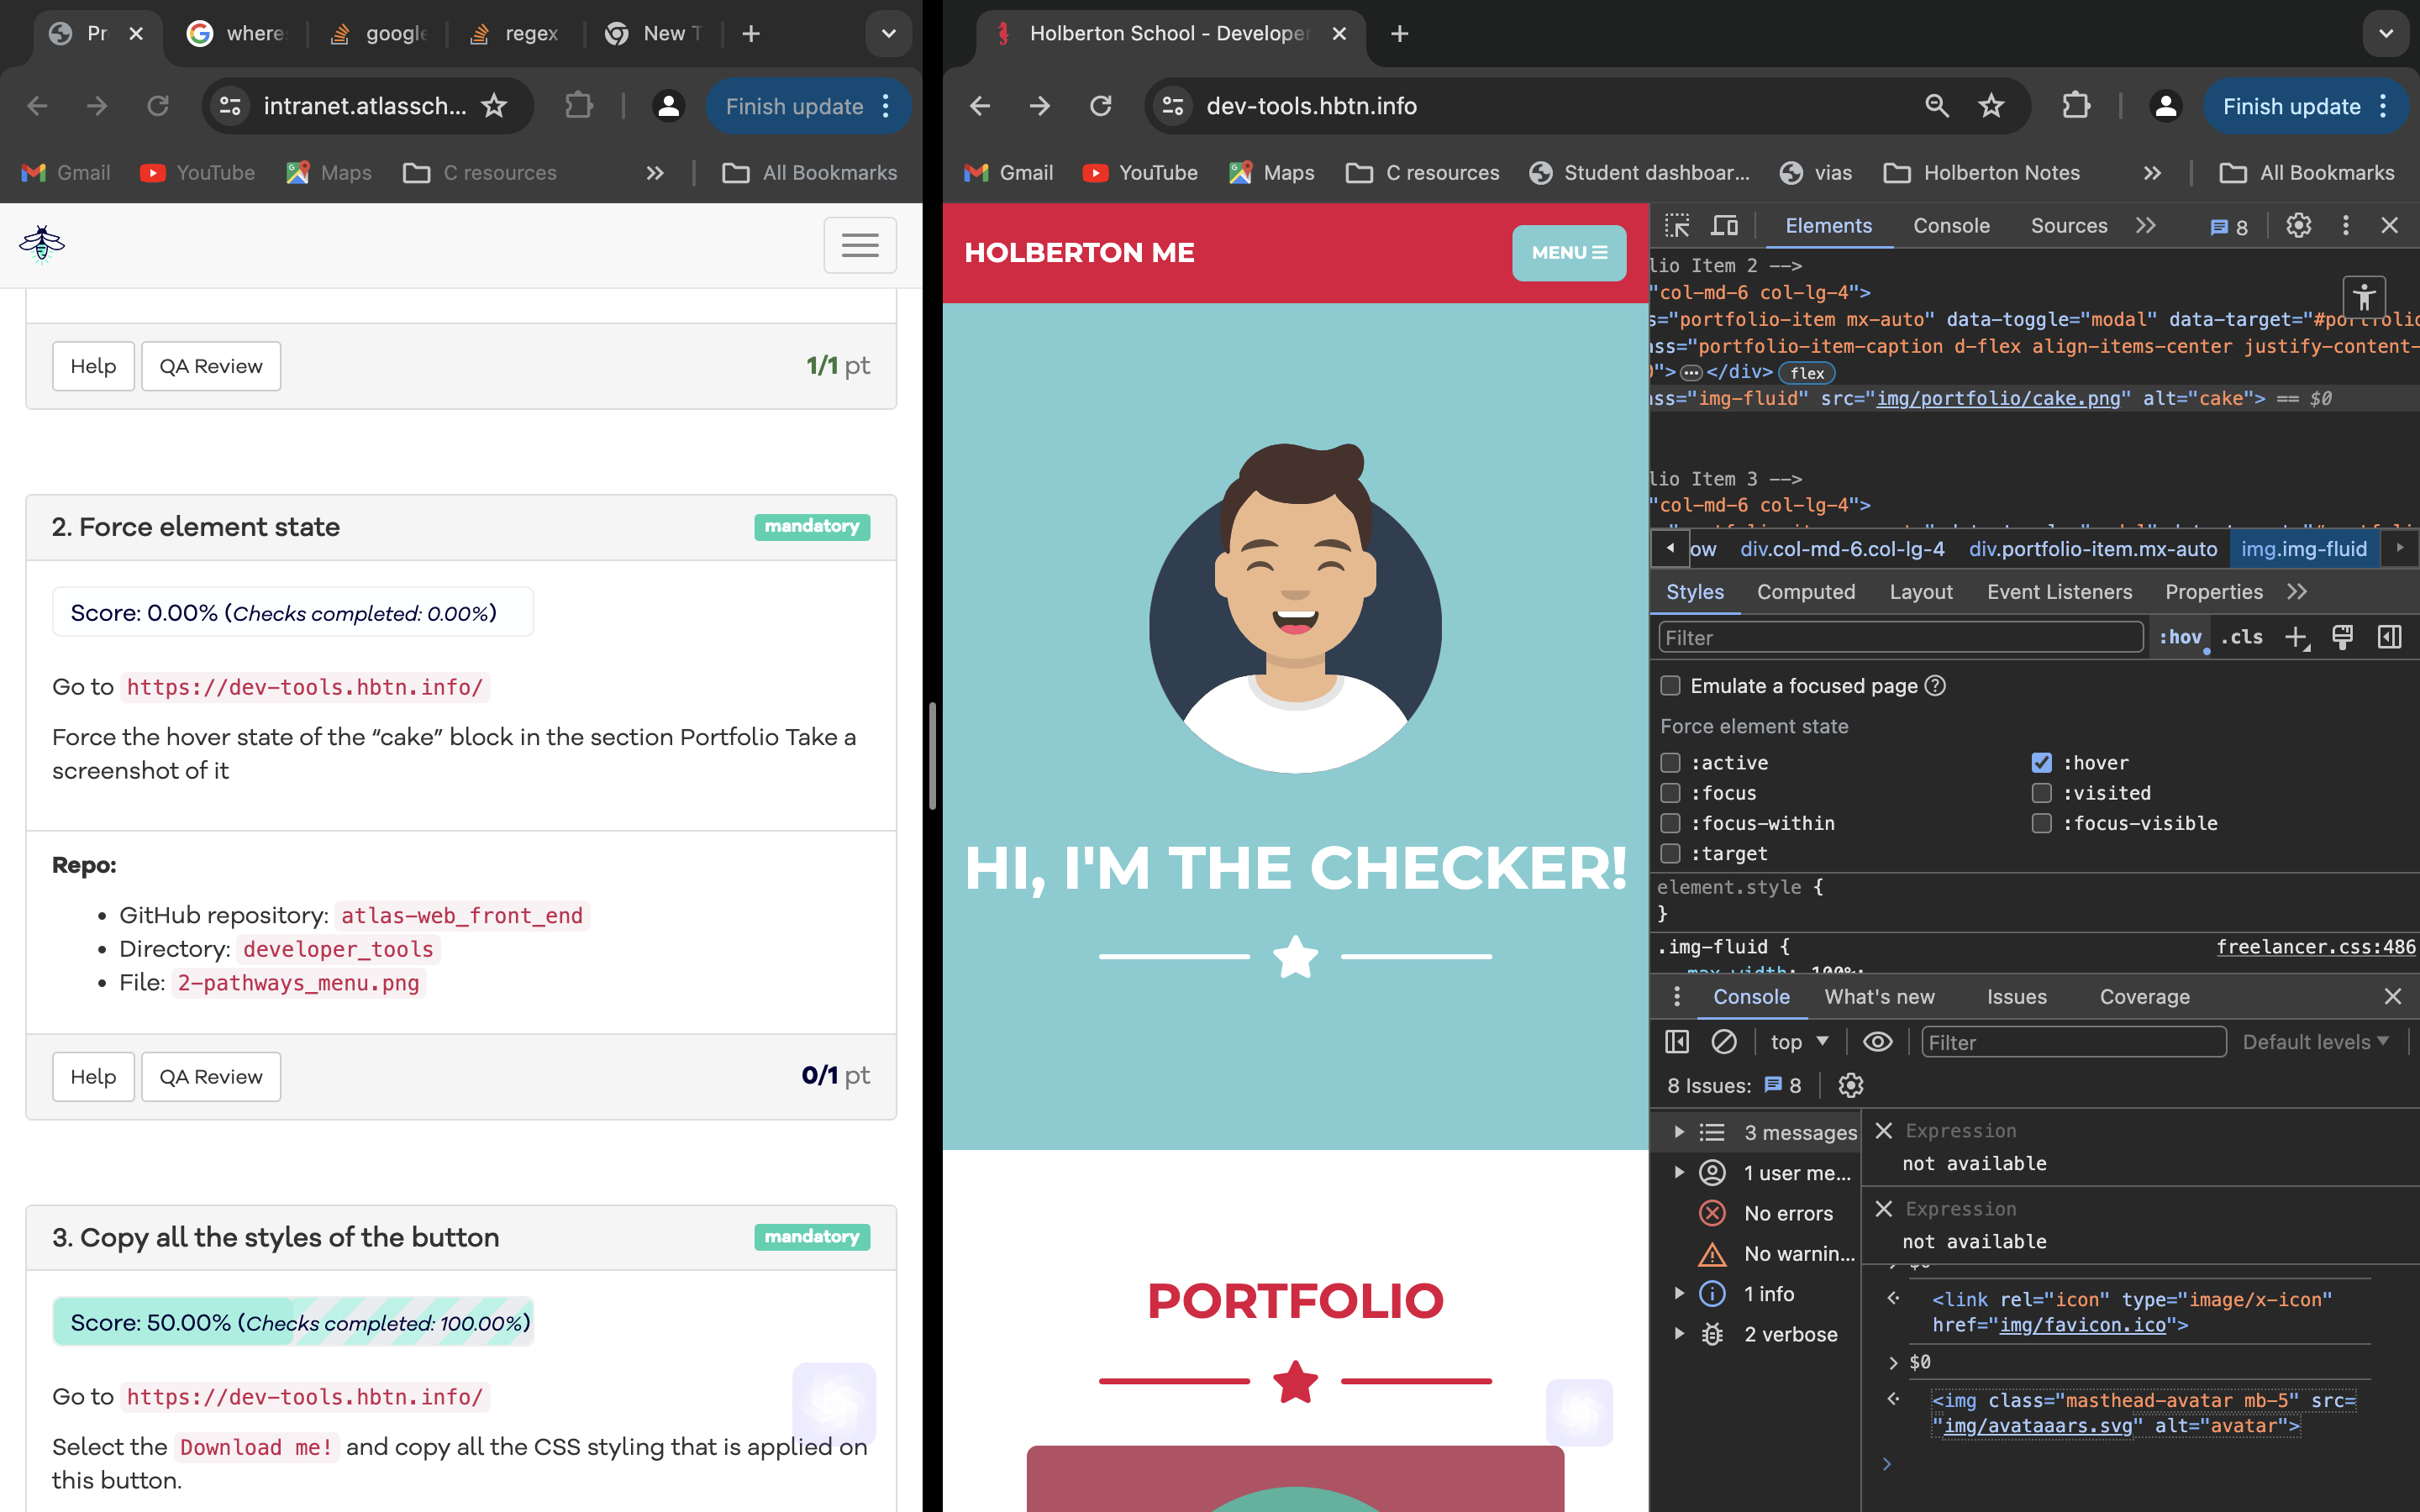 Pr
where
google
regex
New T
intranet.atlassch...
Finish update
Gmail
YouTube
Maps
C resources
All Bookmarks
Help
QA Review
1/1 pt
2. Force element state
mandatory
Score: 0.00% (Checks completed: 0.00%)
Go to https://dev-tools.hbtn.info/
Force the hover state of the “cake” block in the section Portfolio Take a
screenshot of it
Repo:
• GitHub repository: atlas-web_front_end
• Directory: developer_tools
• File: 2-pathways_menu.png
Help
QA Review
0/1 pt
3. Copy all the styles of the button
mandatory
Score: 50.00% (Checks completed: 100.00%)
Go to https://dev-tools.hbtn.info/
Select the Download me! and copy all the CSS styling that is applied on
this button.
Holberton School - Developer
dev-tools.hbtn.info
Finish update
Gmail
YouTube
Maps
C resources
Student dashboar...
vias
Holberton Notes
All Bookmarks
HOLBERTON ME
MENU
HI, I'M THE CHECKER!
PORTFOLIO
Elements
Console
Sources
8
lio Item 2 -->
"col-md-6 col-lg-4">
s="portfolio-item mx-auto" data-toggle="modal" data-target="#portfolio
ass="portfolio-item-caption d-flex align-items-center justify-content-
0">…</div> flex
ass="img-fluid" src="img/portfolio/cake.png" alt="cake"> == $0
lio Item 3 -->
"col-md-6 col-lg-4">
ow
div.col-md-6.col-lg-4
div.portfolio-item.mx-auto
img.img-fluid
Styles
Computed
Layout
Event Listeners
Properties
Filter
:hov
.cls
Emulate a focused page
Force element state
:active
:hover
:focus
:visited
:focus-within
:focus-visible
:target
element.style {
}
.img-fluid {
freelancer.css:486
max-width: 100%;
Console
What's new
Issues
Coverage
top
Filter
Default levels
8 Issues: 8
3 messages
1 user me...
No errors
No warnin...
1 info
2 verbose
Expression
not available
Expression
not available
$0
<link rel="icon" type="image/x-icon"
href="img/favicon.ico">
$0
<img class="masthead-avatar mb-5" src=
"img/avataaars.svg" alt="avatar">